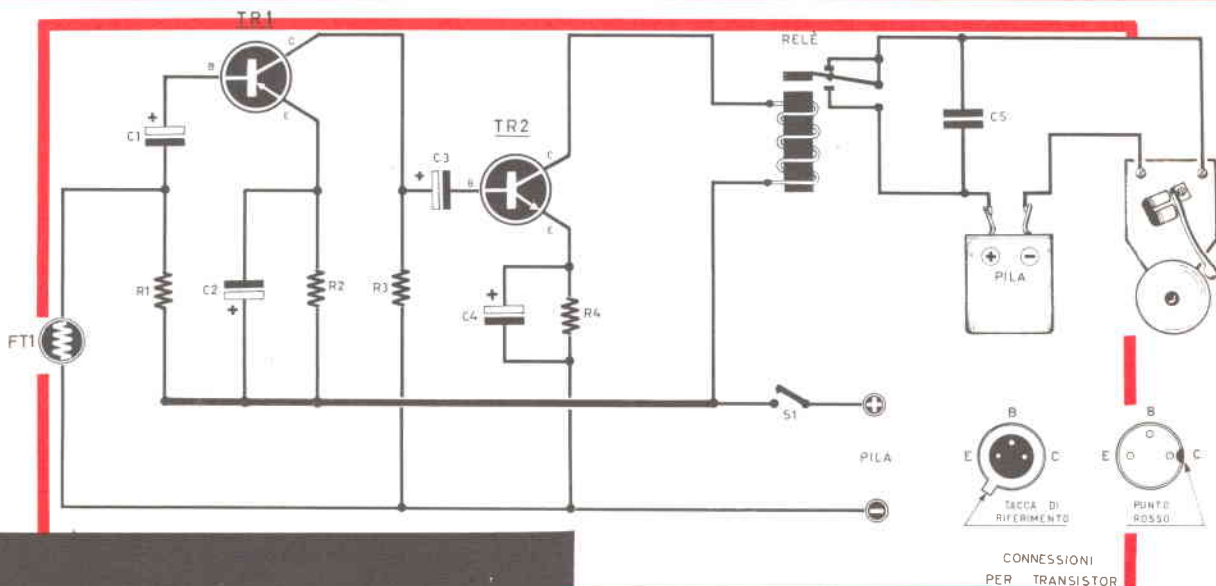 TR1
C
B
E
+
C1
TR2
C
B
E
C3
+
RELÈ
C5
+ −
PILA
R1
C2
+
R2
R3
+
C4
R4
FT1
S1
+
PILA
−
B
E C
TACCA DI
RIFERIMENTO
B
E C
PUNTO
ROSSO
CONNESSIONI
PER TRANSISTOR